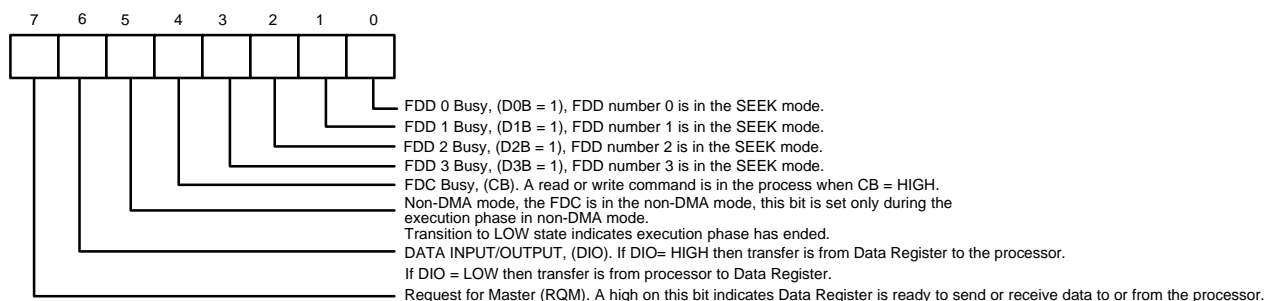 7 6 5 4 3 2 1 0
FDD 0 Busy, (D0B = 1), FDD number 0 is in the SEEK mode.
FDD 1 Busy, (D1B = 1), FDD number 1 is in the SEEK mode.
FDD 2 Busy, (D2B = 1), FDD number 2 is in the SEEK mode.
FDD 3 Busy, (D3B = 1), FDD number 3 is in the SEEK mode.
FDC Busy, (CB). A read or write command is in the process when CB = HIGH.
Non-DMA mode, the FDC is in the non-DMA mode, this bit is set only during the
execution phase in non-DMA mode.
Transition to LOW state indicates execution phase has ended.
DATA INPUT/OUTPUT, (DIO). If DIO= HIGH then transfer is from Data Register to the processor.
If DIO = LOW then transfer is from processor to Data Register.
Request for Master (RQM). A high on this bit indicates Data Register is ready to send or receive data to or from the processor.